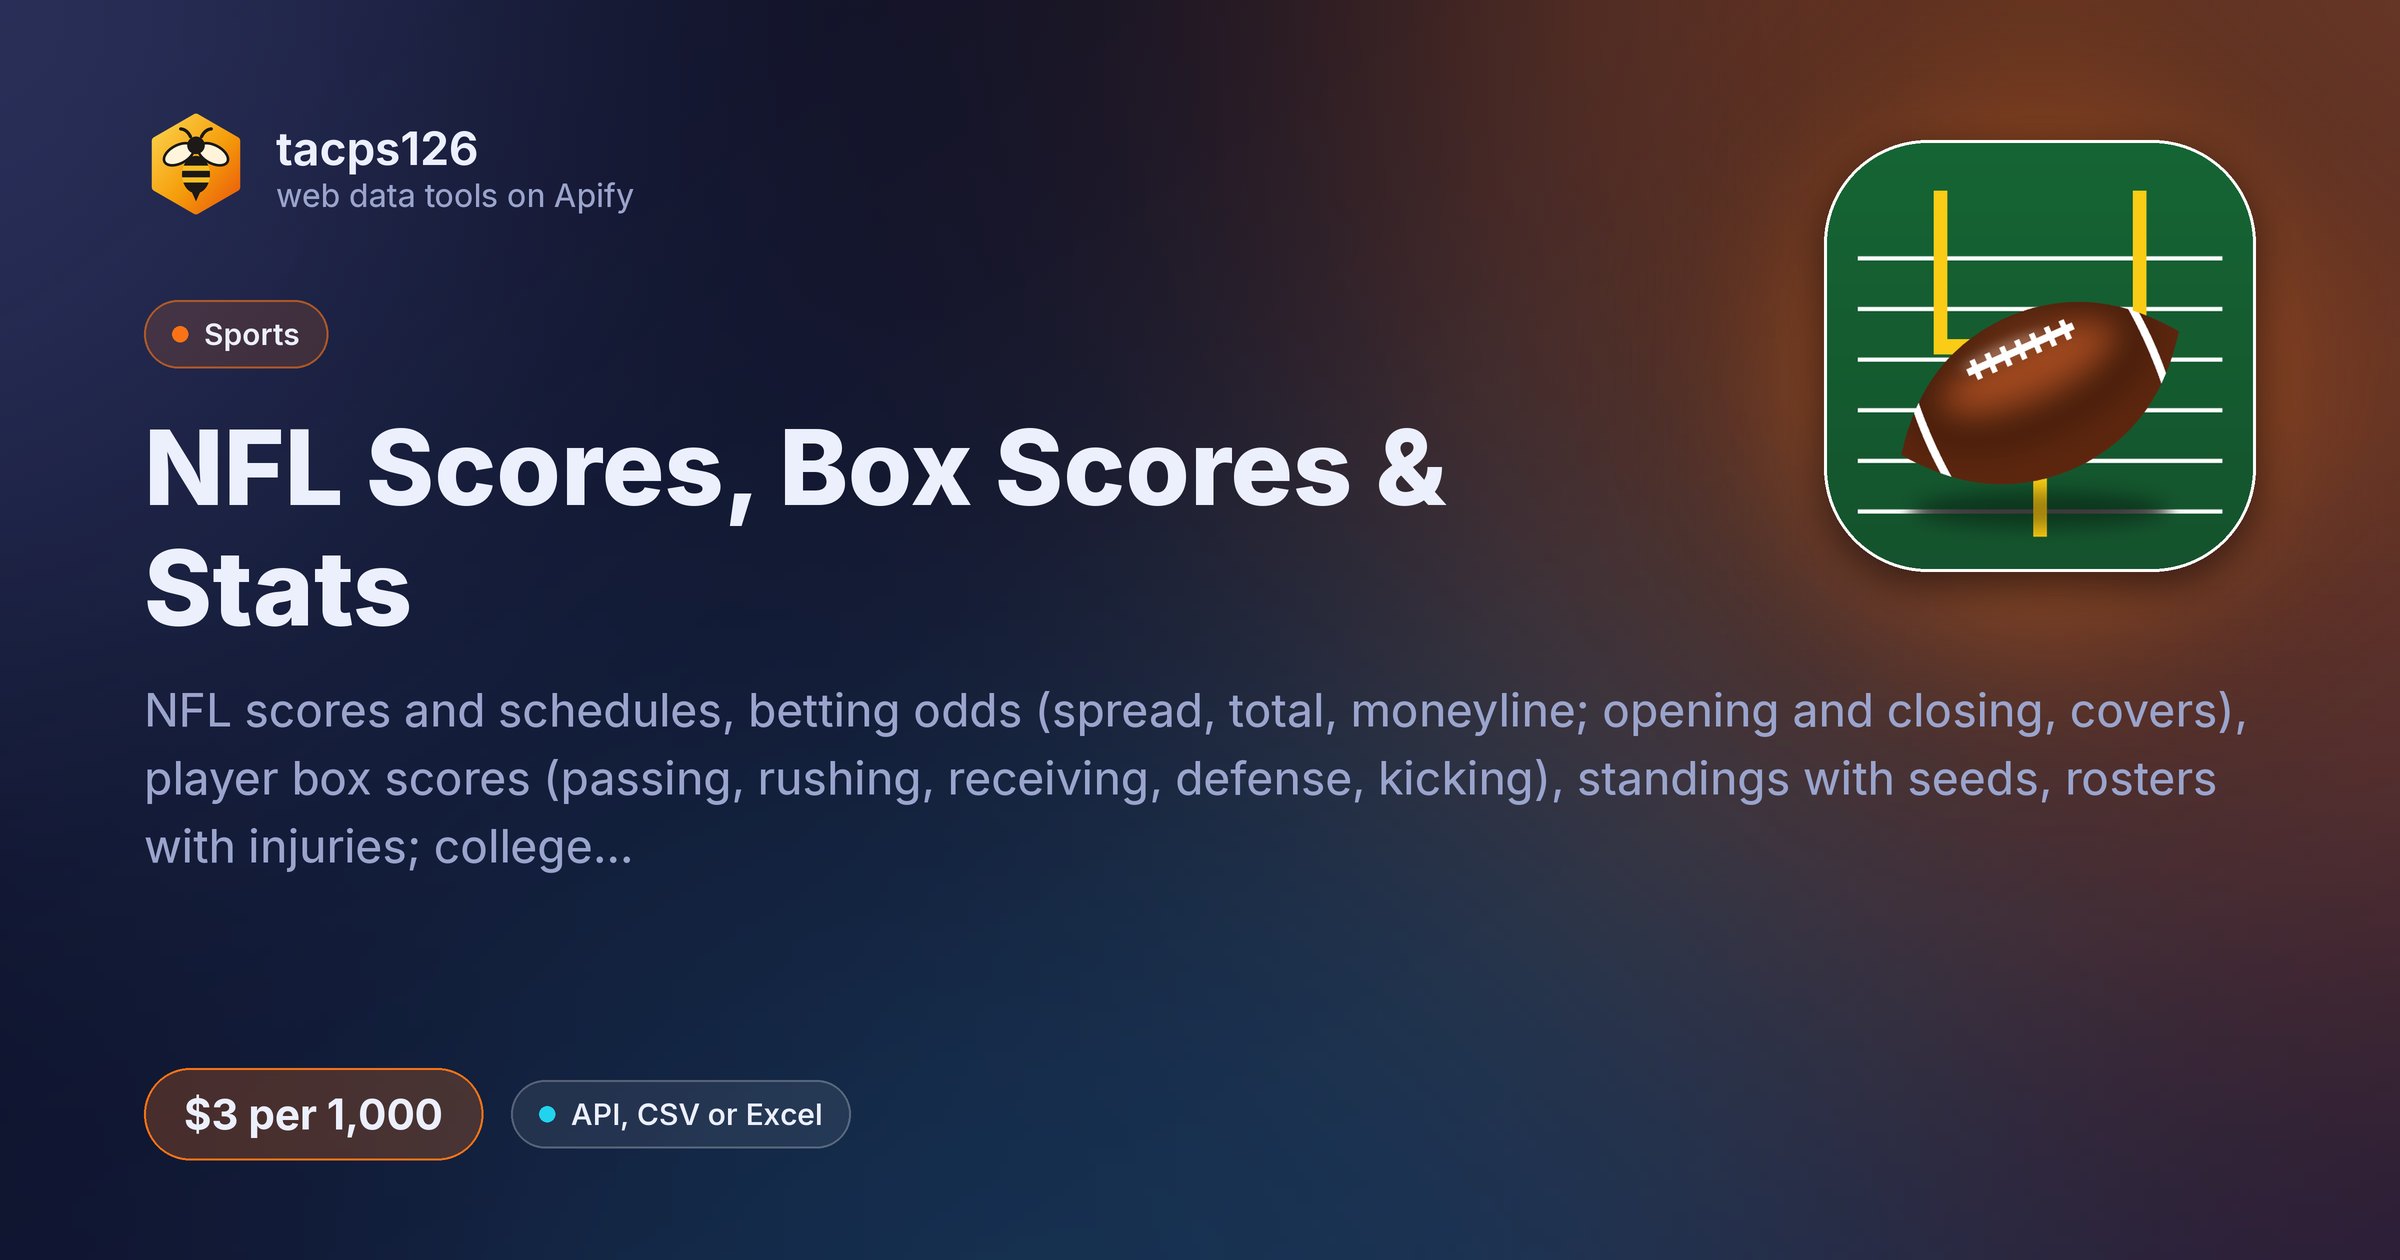 tacps126
web data tools on Apify
Sports
NFL Scores, Box Scores &
Stats
NFL scores and schedules, betting odds (spread, total, moneyline; opening and closing, covers),
player box scores (passing, rushing, receiving, defense, kicking), standings with seeds, rosters
with injuries; college...
$3 per 1,000
API, CSV or Excel